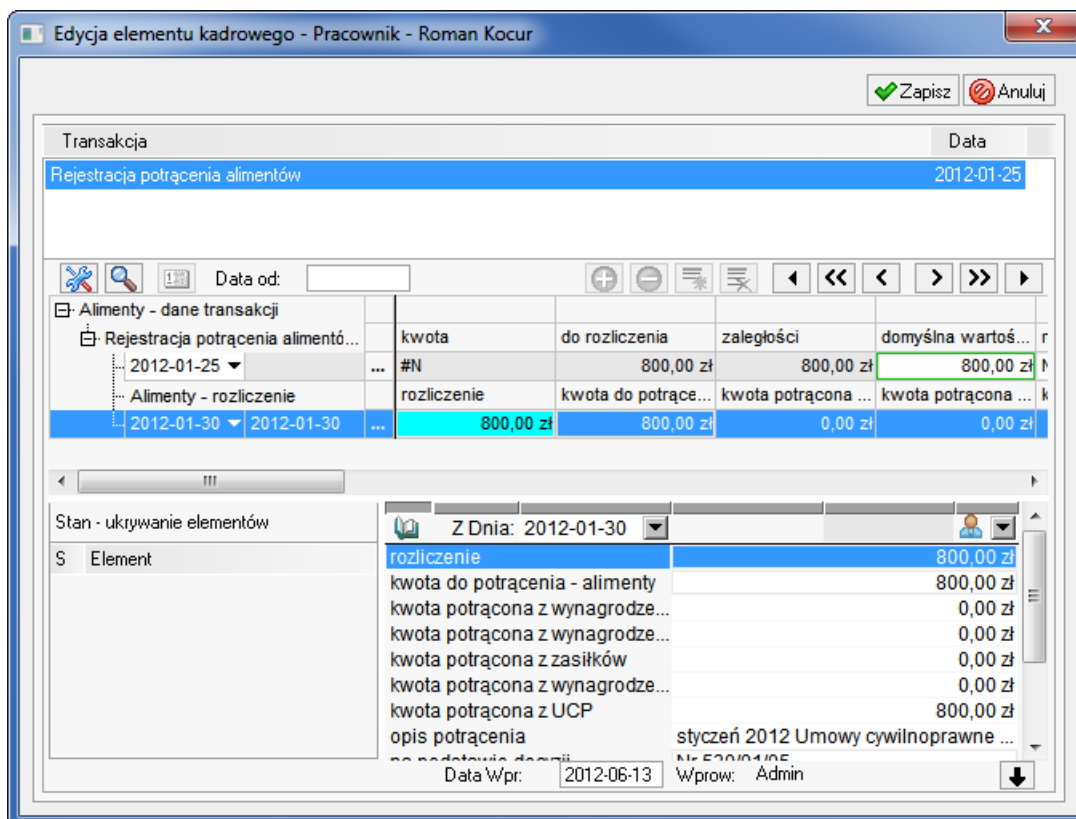 Edycja elementu kadrowego - Pracownik - Roman Kocur
Zapisz Anuluj
Transakcja Data
Rejestracja potrącenia alimentów 2012-01-25
Data od:
Alimenty - dane transakcji
Rejestracja potrącenia alimentó... kwota do rozliczenia zaległości domyślna wartoś...
2012-01-25 ... #N 800,00 zł 800,00 zł 800,00 zł
Alimenty - rozliczenie rozliczenie kwota do potrące... kwota potrącona ... kwota potrącona ...
2012-01-30 2012-01-30 ... 800,00 zł 800,00 zł 0,00 zł 0,00 zł
Stan - ukrywanie elementów
S Element
Z Dnia: 2012-01-30
rozliczenie 800,00 zł
kwota do potrącenia - alimenty 800,00 zł
kwota potrącona z wynagrodze... 0,00 zł
kwota potrącona z wynagrodze... 0,00 zł
kwota potrącona z zasiłków 0,00 zł
kwota potrącona z wynagrodze... 0,00 zł
kwota potrącona z UCP 800,00 zł
opis potrącenia styczeń 2012 Umowy cywilnoprawne ...
Data Wpr: 2012-06-13 Wprow: Admin